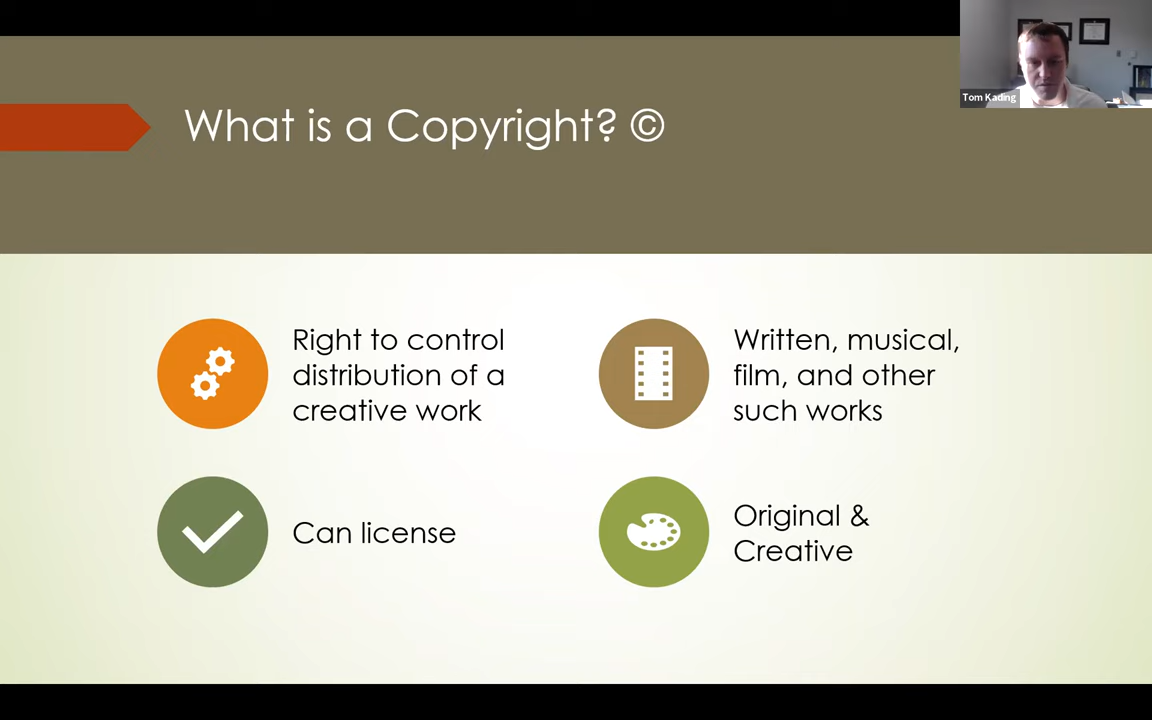 Tom Kading
What is a Copyright? ©
Right to control
distribution of a
creative work
Written, musical,
film, and other
such works
Can license
Original &
Creative